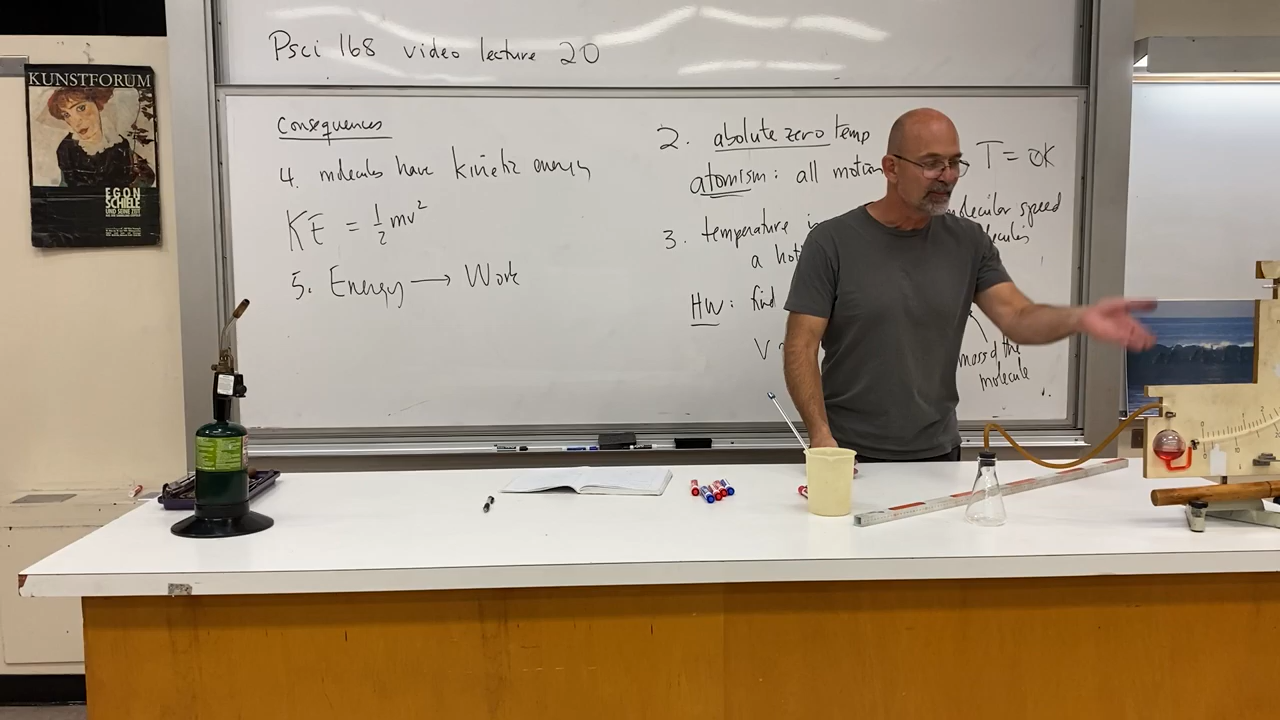 Psci 168 video lecture 20
KUNSTFORUM
EGON
SCHIELE
UND SEINE ZEIT
Consequences
4. molecules have kinetic energy
KE = ½mv²
5. Energy → Work
2. absolute zero temp
T = 0K
atomism: all motion
3. temperature molecular speed
a hot molecules
HW: find
V
mass of the
molecule